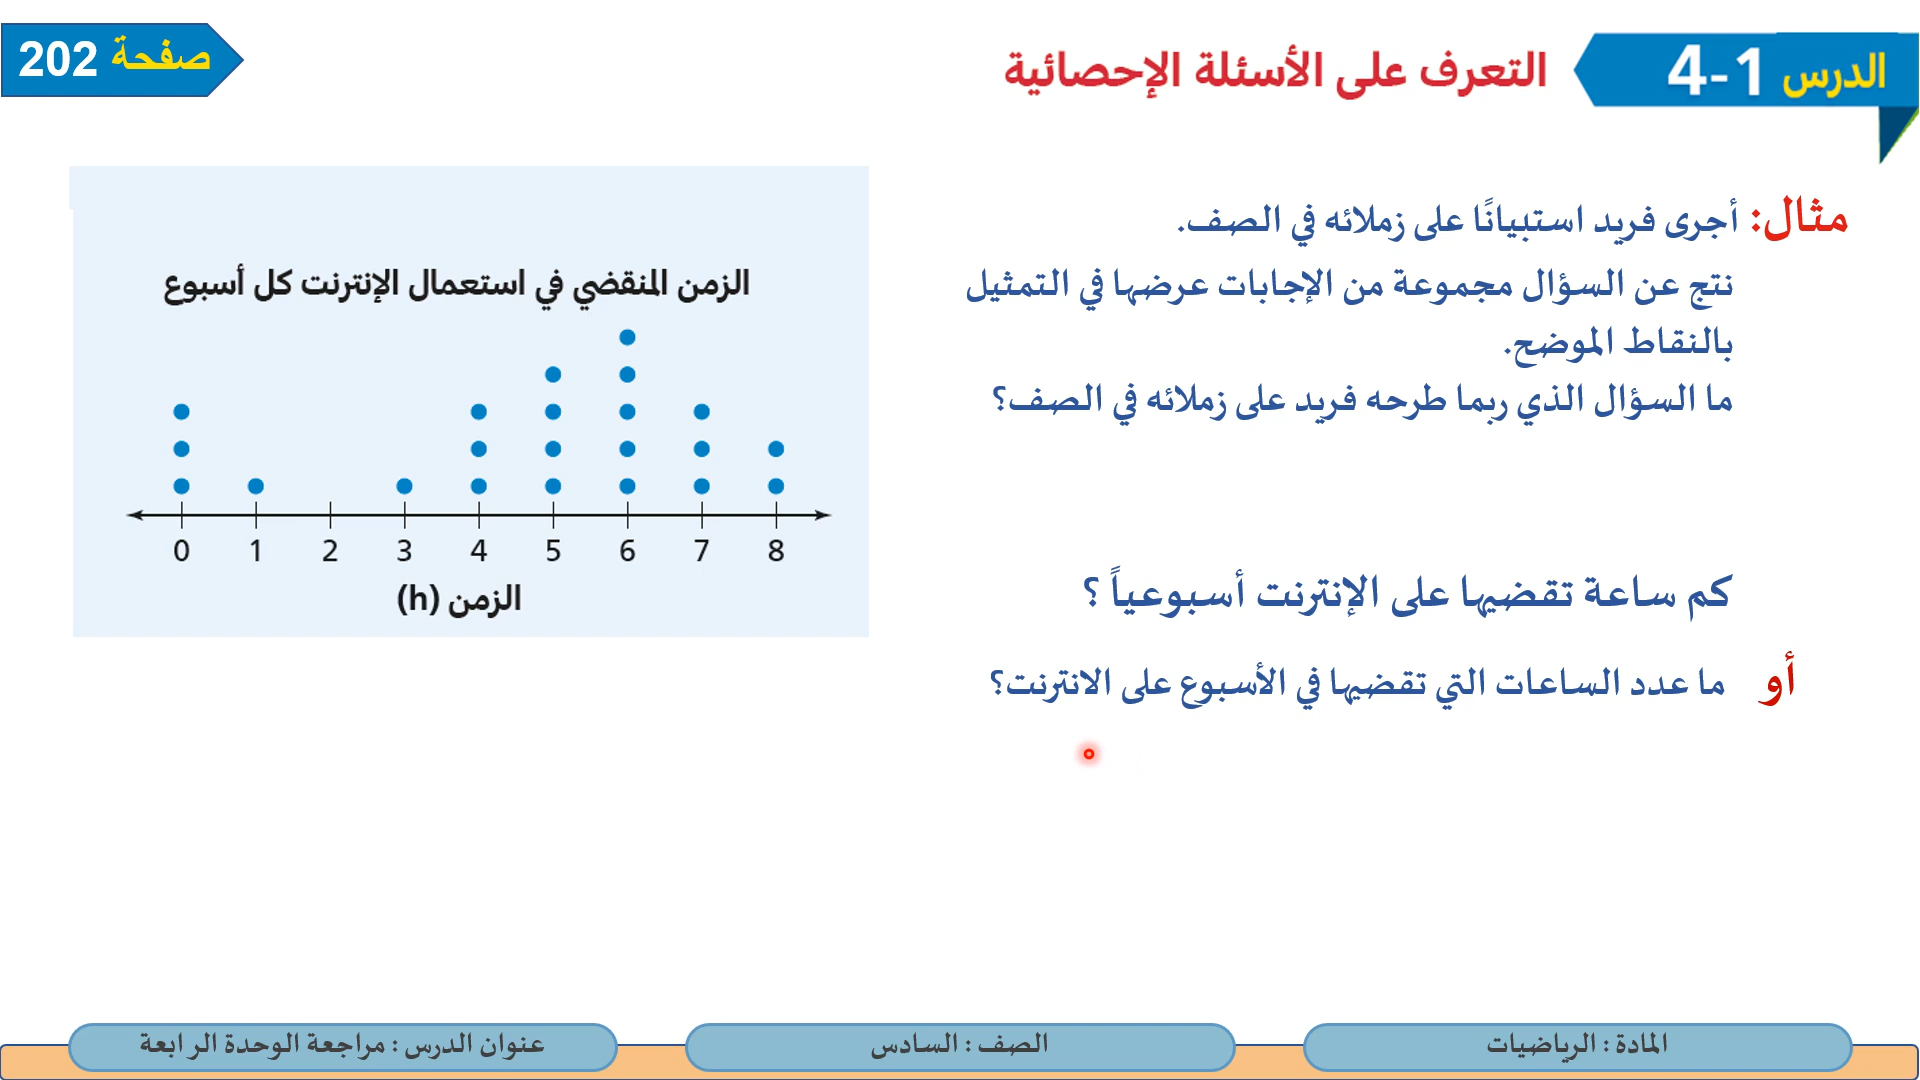 الدرس 4-1
التعرف على الأسئلة الإحصائية
صفحة 202
مثال: أجرى فريد استبيانًا على زملائه في الصف.
نتج عن السؤال مجموعة من الإجابات عرضها في التمثيل
بالنقاط الموضح.
ما السؤال الذي ربما طرحه فريد على زملائه في الصف؟
كم ساعة تقضيها على الإنترنت أسبوعياً ؟
أو ما عدد الساعات التي تقضيها في الأسبوع على الانترنت؟
الزمن المنقضي في استعمال الإنترنت كل أسبوع
0 1 2 3 4 5 6 7 8
الزمن (h)
المادة : الرياضيات
الصف : السادس
عنوان الدرس : مراجعة الوحدة الرابعة